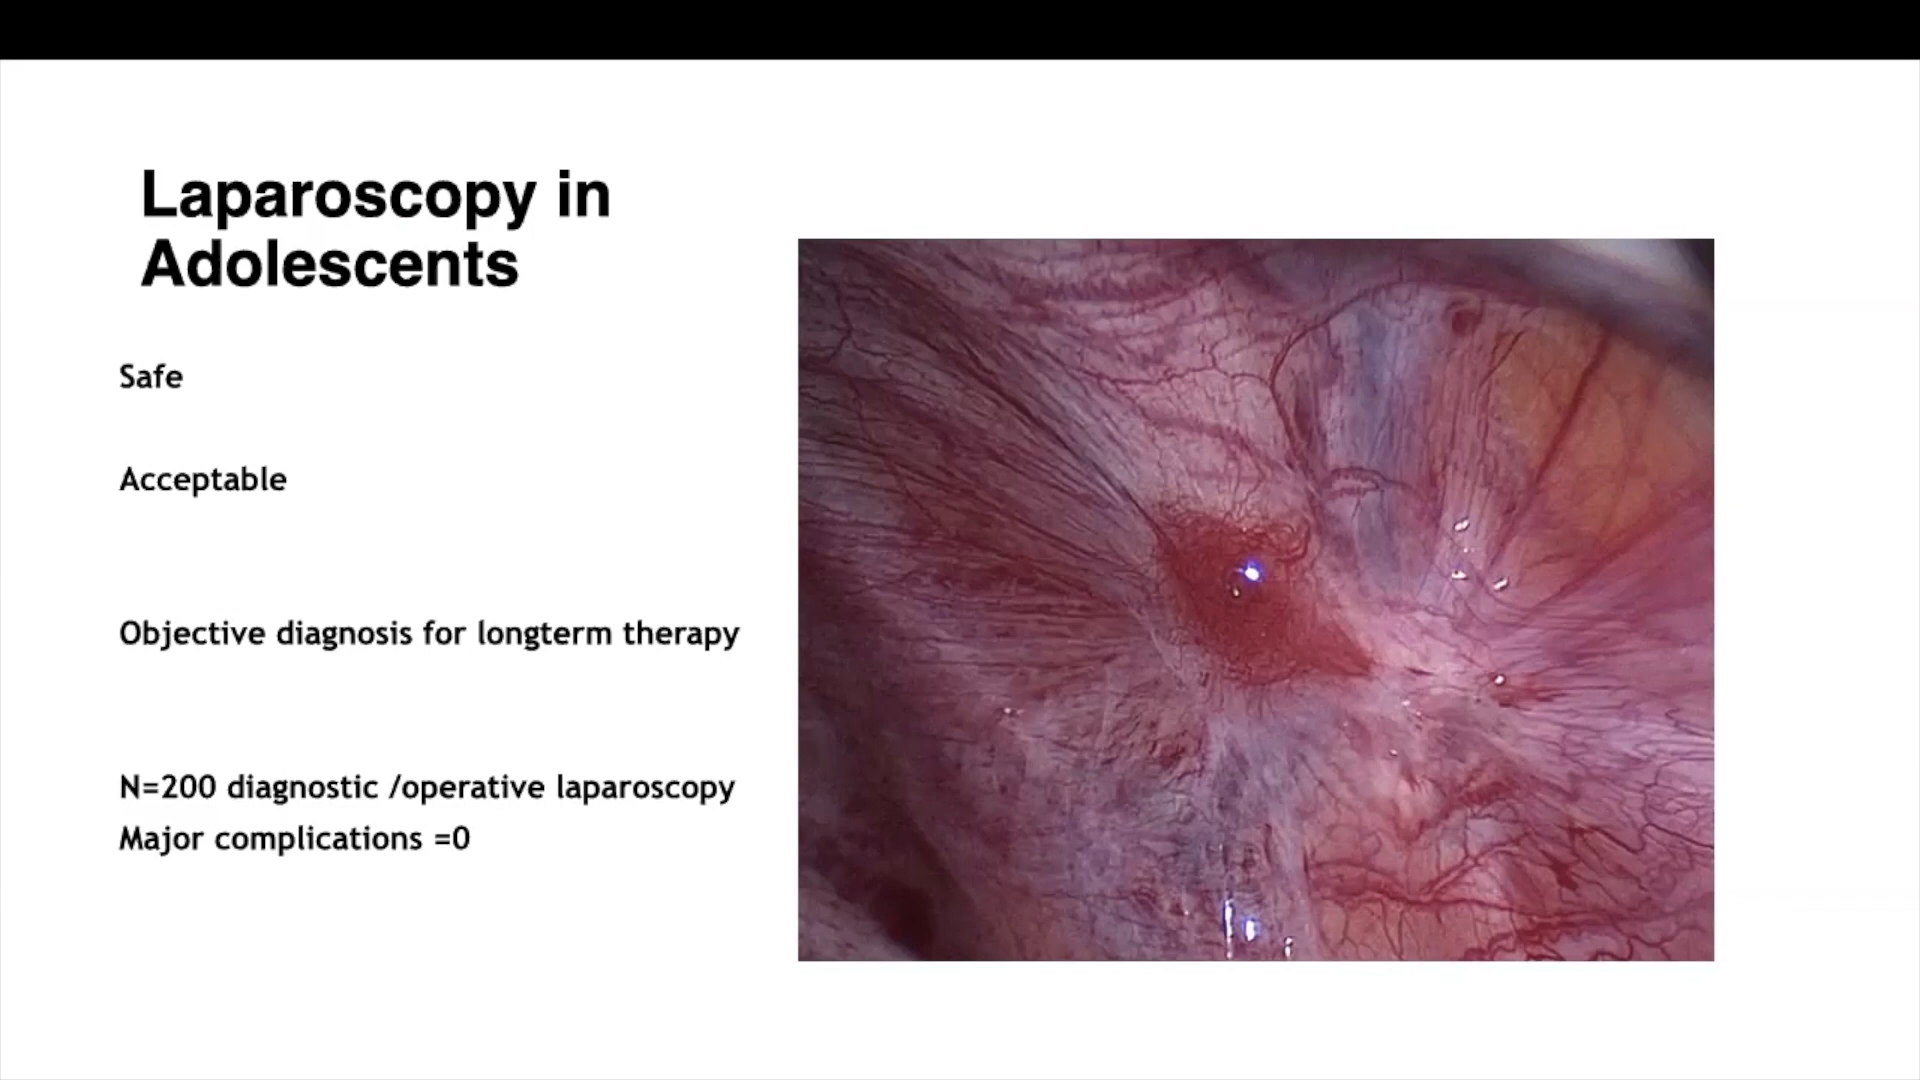 Laparoscopy in
Adolescents
Safe
Acceptable
Objective diagnosis for longterm therapy
N=200 diagnostic /operative laparoscopy
Major complications =0